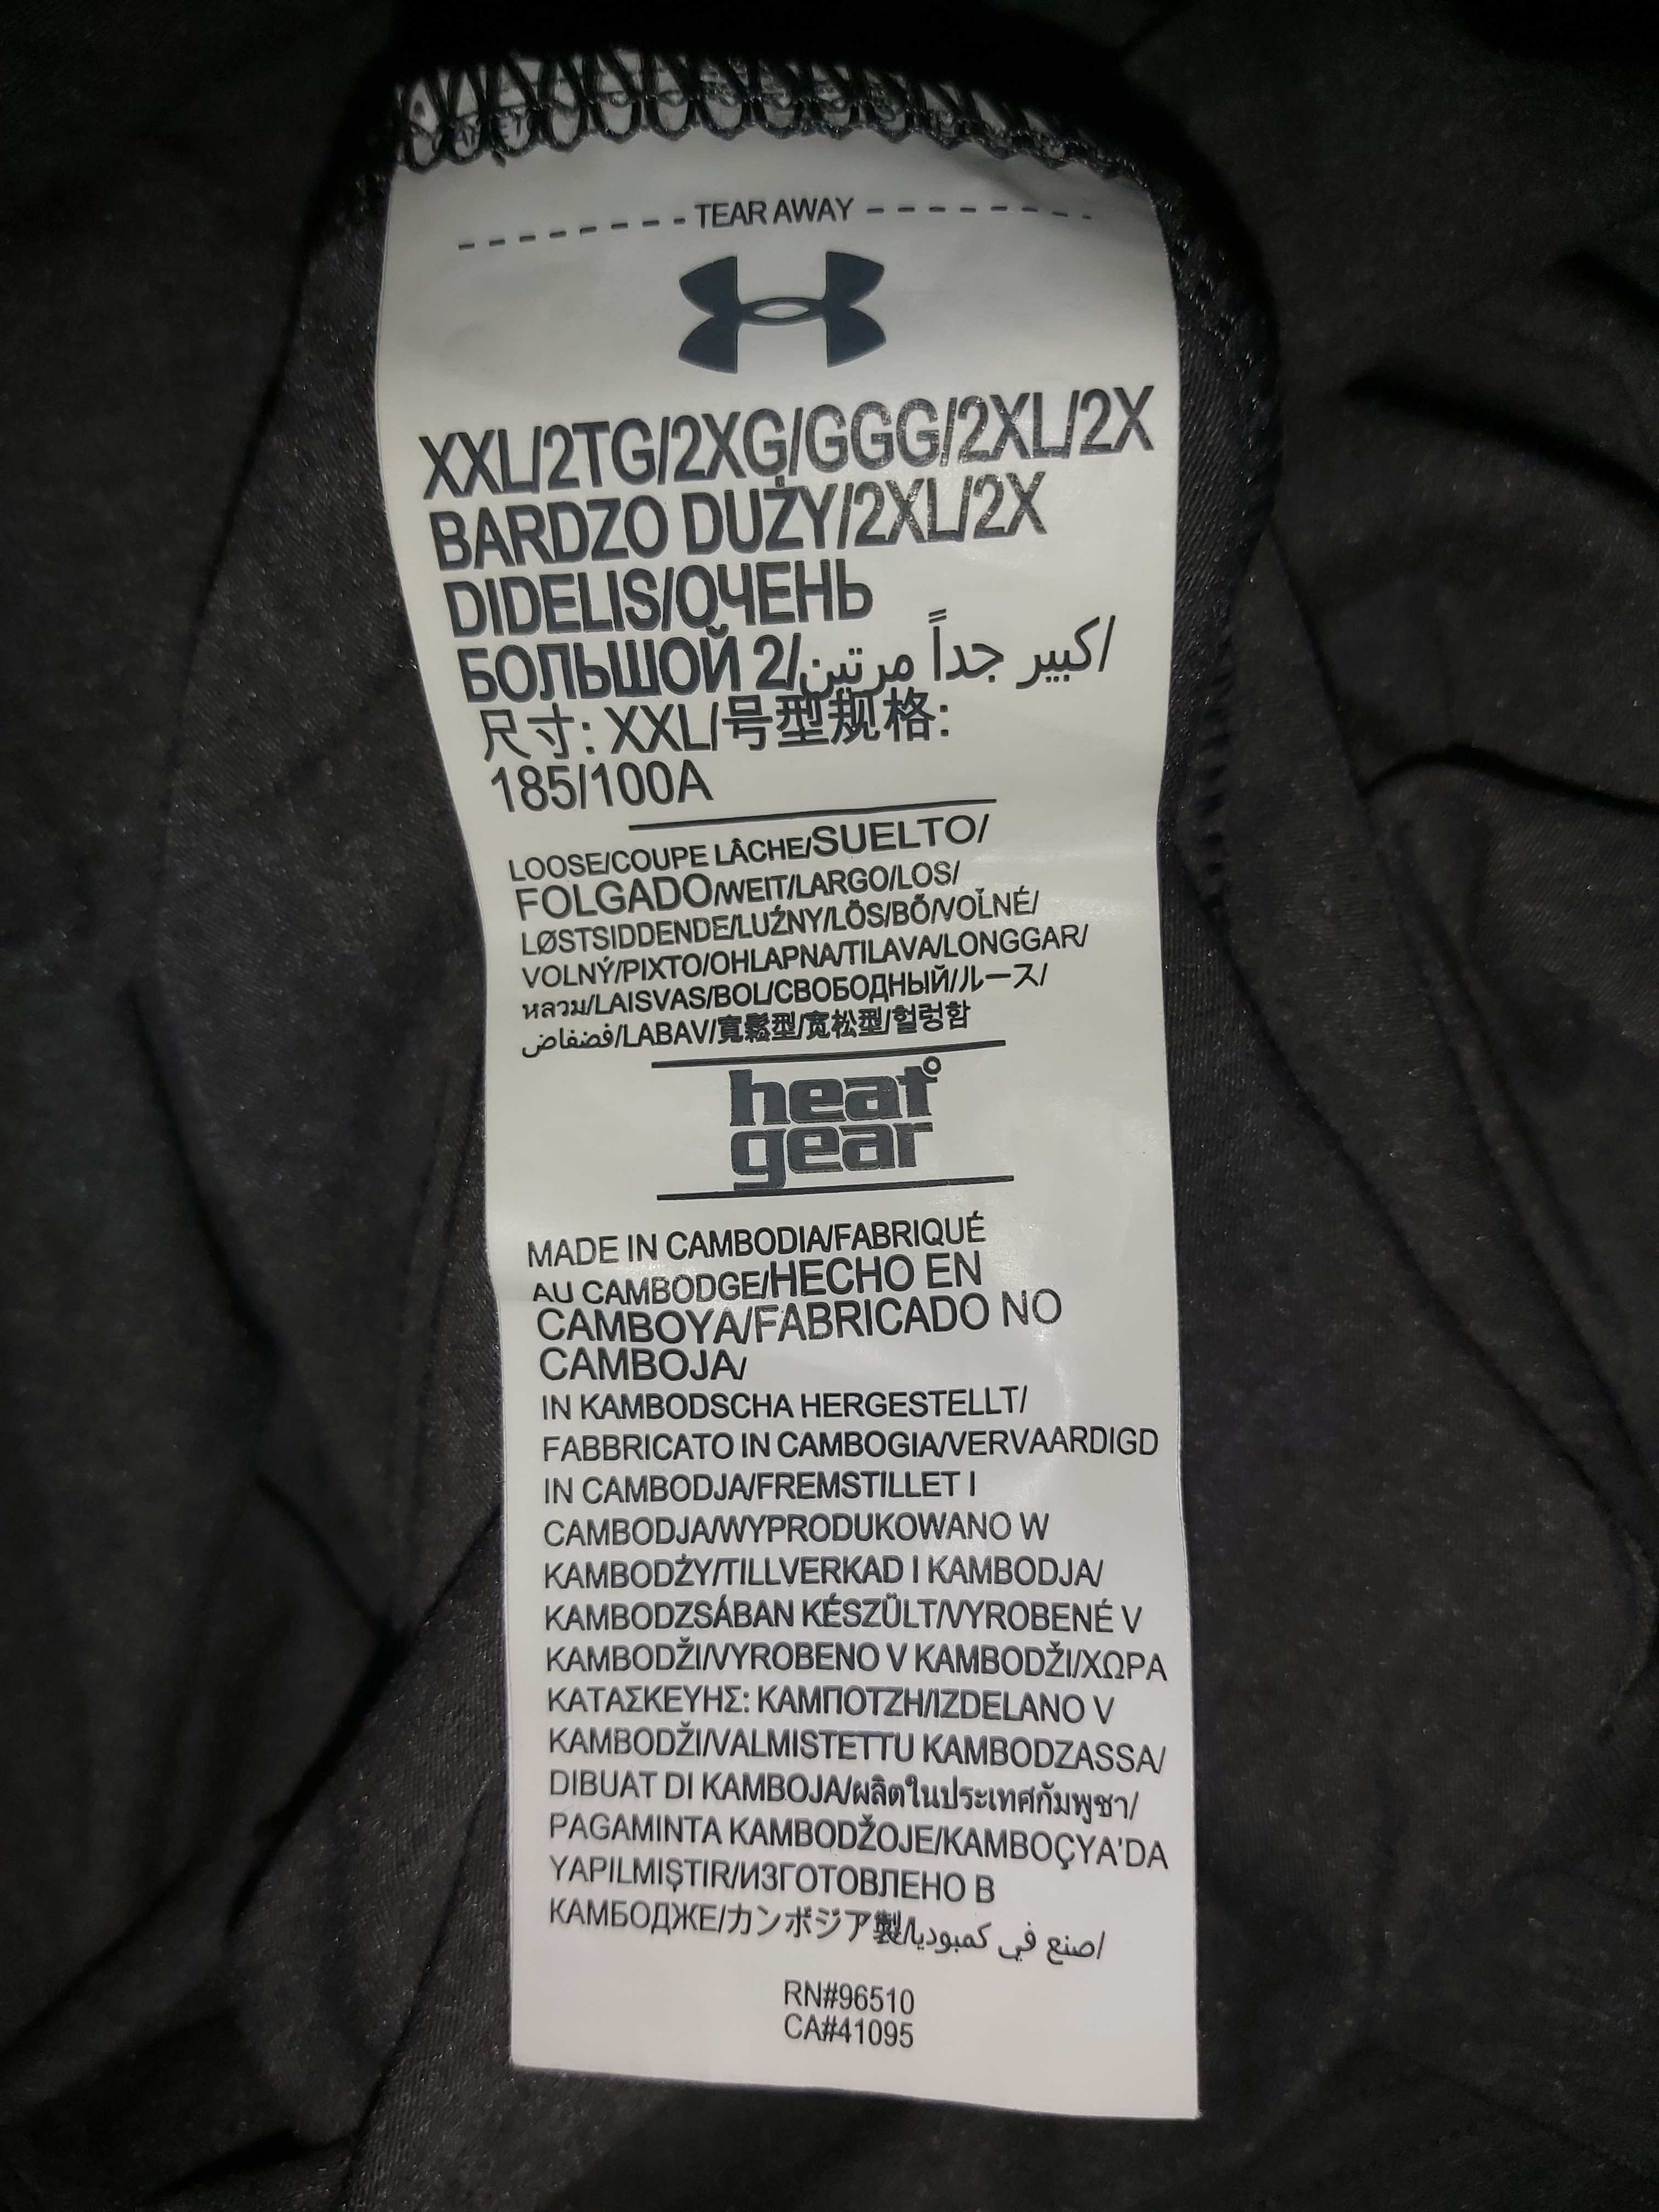 TEAR AWAY
XXL/2TG/2XG/GGG/2XL/2X
BARDZO DUŻY/2XL/2X
DIDELIS/ОЧЕНЬ
БОЛЬШОЙ 2/كبير جداً مرتين/
尺寸: XXL/号型规格:
185/100A
LOOSE/COUPE LÂCHE/SUELTO/
FOLGADO/WEIT/LARGO/LOS/
LØSTSIDDENDE/LUŹNY/LÖS/BŐ/VOĽNÉ/
VOLNÝ/PIXTO/OHLAPNA/TILAVA/LONGGAR/
หลวม/LAISVAS/BOL/СВОБОДНЫЙ/ルース/
فضفاض/LABAV/寬鬆型/宽松型/헐렁함
heat
gear
MADE IN CAMBODIA/FABRIQUÉ
AU CAMBODGE/HECHO EN
CAMBOYA/FABRICADO NO
CAMBOJA/
IN KAMBODSCHA HERGESTELLT/
FABBRICATO IN CAMBOGIA/VERVAARDIGD
IN CAMBODJA/FREMSTILLET I
CAMBODJA/WYPRODUKOWANO W
KAMBODŻY/TILLVERKAD I KAMBODJA/
KAMBODZSÁBAN KÉSZÜLT/VYROBENÉ V
KAMBODŽI/VYROBENO V KAMBODŽI/ΧΩΡΑ
ΚΑΤΑΣΚΕΥΗΣ: ΚΑΜΠΟΤΖΗ/IZDELANO V
KAMBODŽI/VALMISTETTU KAMBODZASSA/
DIBUAT DI KAMBOJA/ผลิตในประเทศกัมพูชา/
PAGAMINTA KAMBODŽOJE/KAMBOÇYA'DA
YAPILMIŞTIR/ИЗГОТОВЛЕНО В
КАМБОДЖЕ/カンボジア製/صنع في كمبوديا/
RN#96510
CA#41095